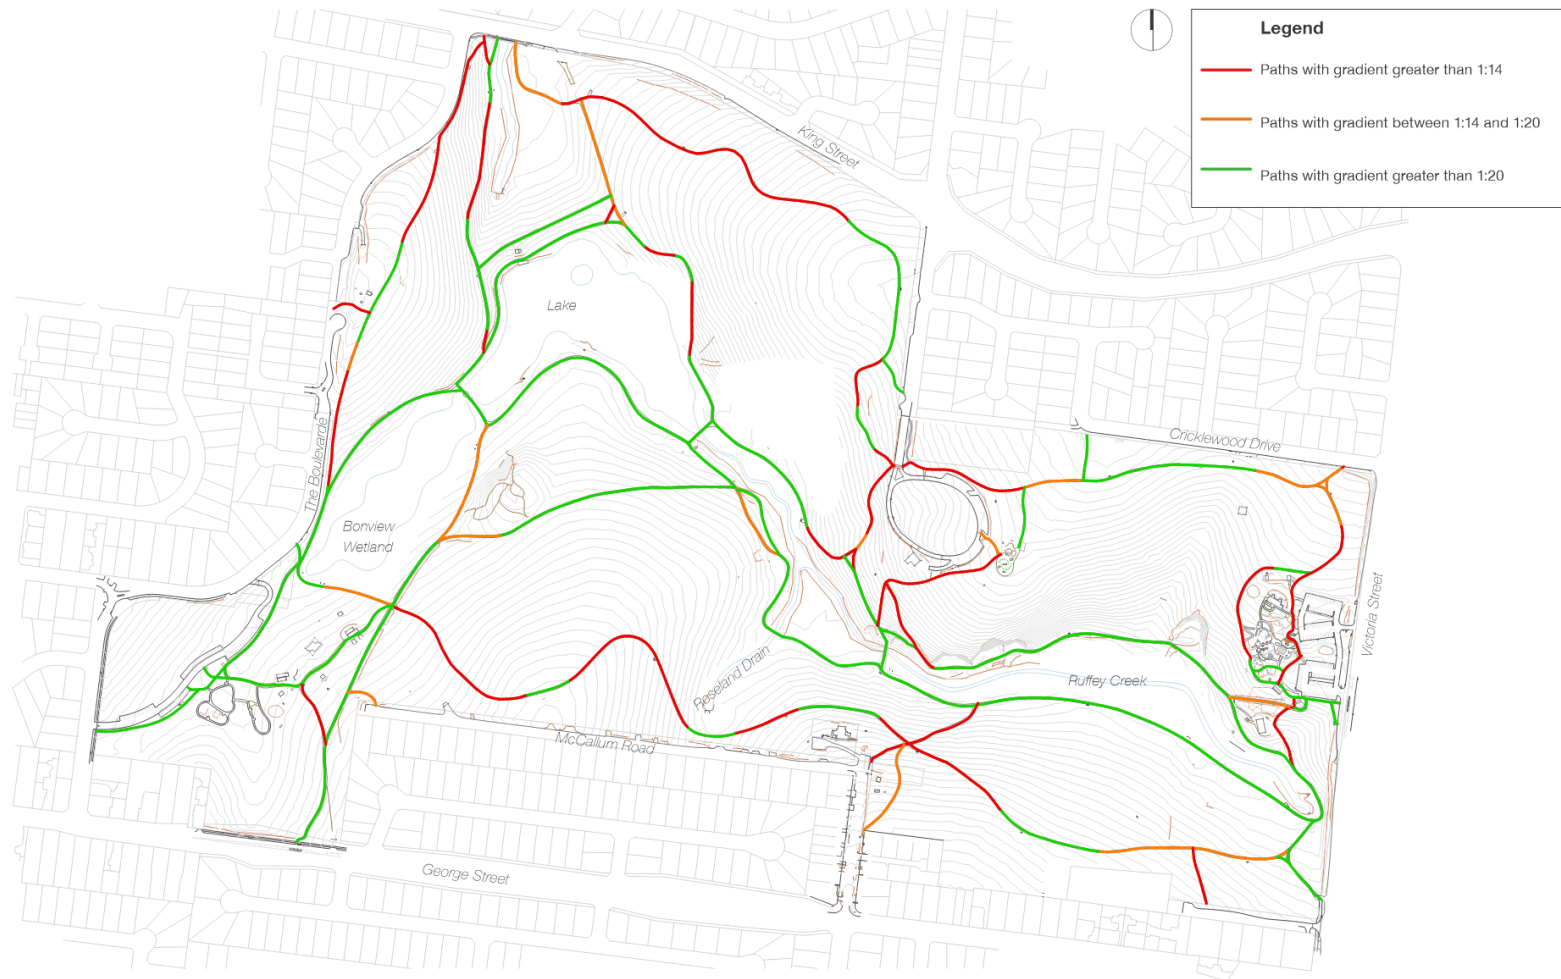 Legend
Paths with gradient greater than 1:14
Paths with gradient between 1:14 and 1:20
Paths with gradient greater than 1:20
King Street
Lake
The Boulevarde
Cricklewood Drive
Bonview
Wetland
Victoria Street
Roseland Drain
Ruffey Creek
McCallum Road
George Street